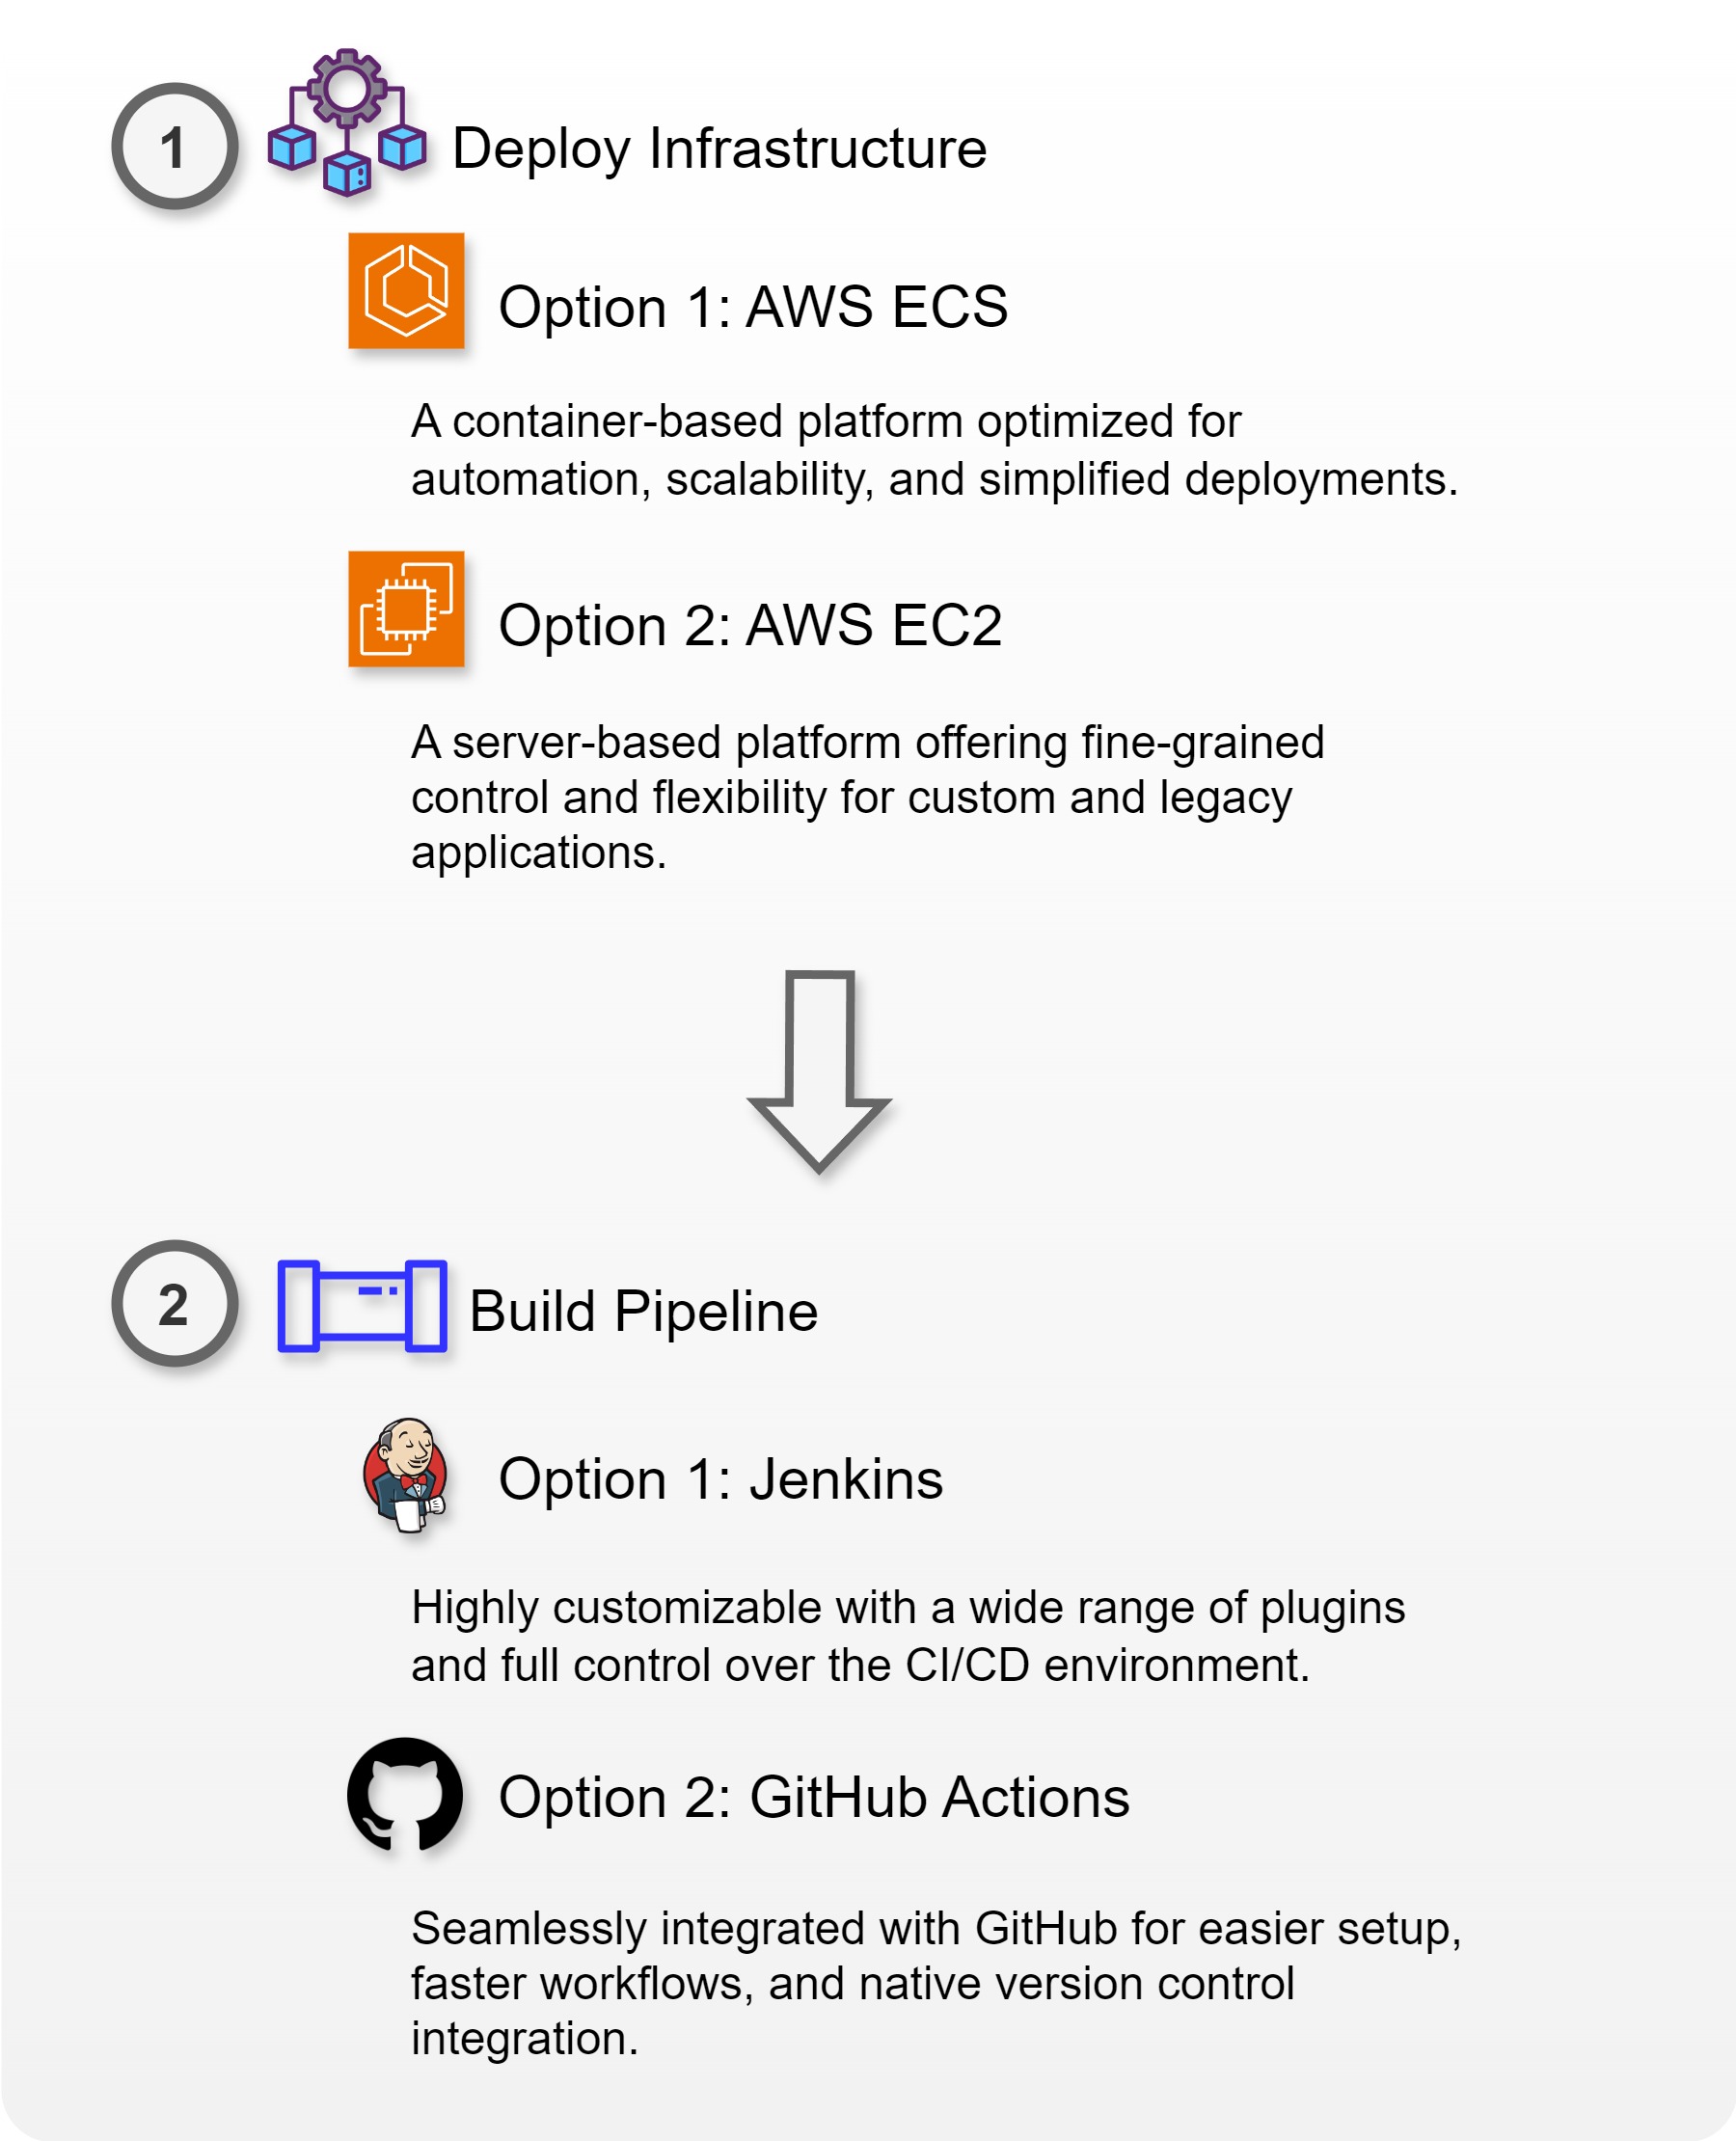 1
Deploy Infrastructure
Option 1: AWS ECS
A container-based platform optimized for
automation, scalability, and simplified deployments.
Option 2: AWS EC2
A server-based platform offering fine-grained
control and flexibility for custom and legacy
applications.
2
Build Pipeline
Option 1: Jenkins
Highly customizable with a wide range of plugins
and full control over the CI/CD environment.
Option 2: GitHub Actions
Seamlessly integrated with GitHub for easier setup,
faster workflows, and native version control
integration.